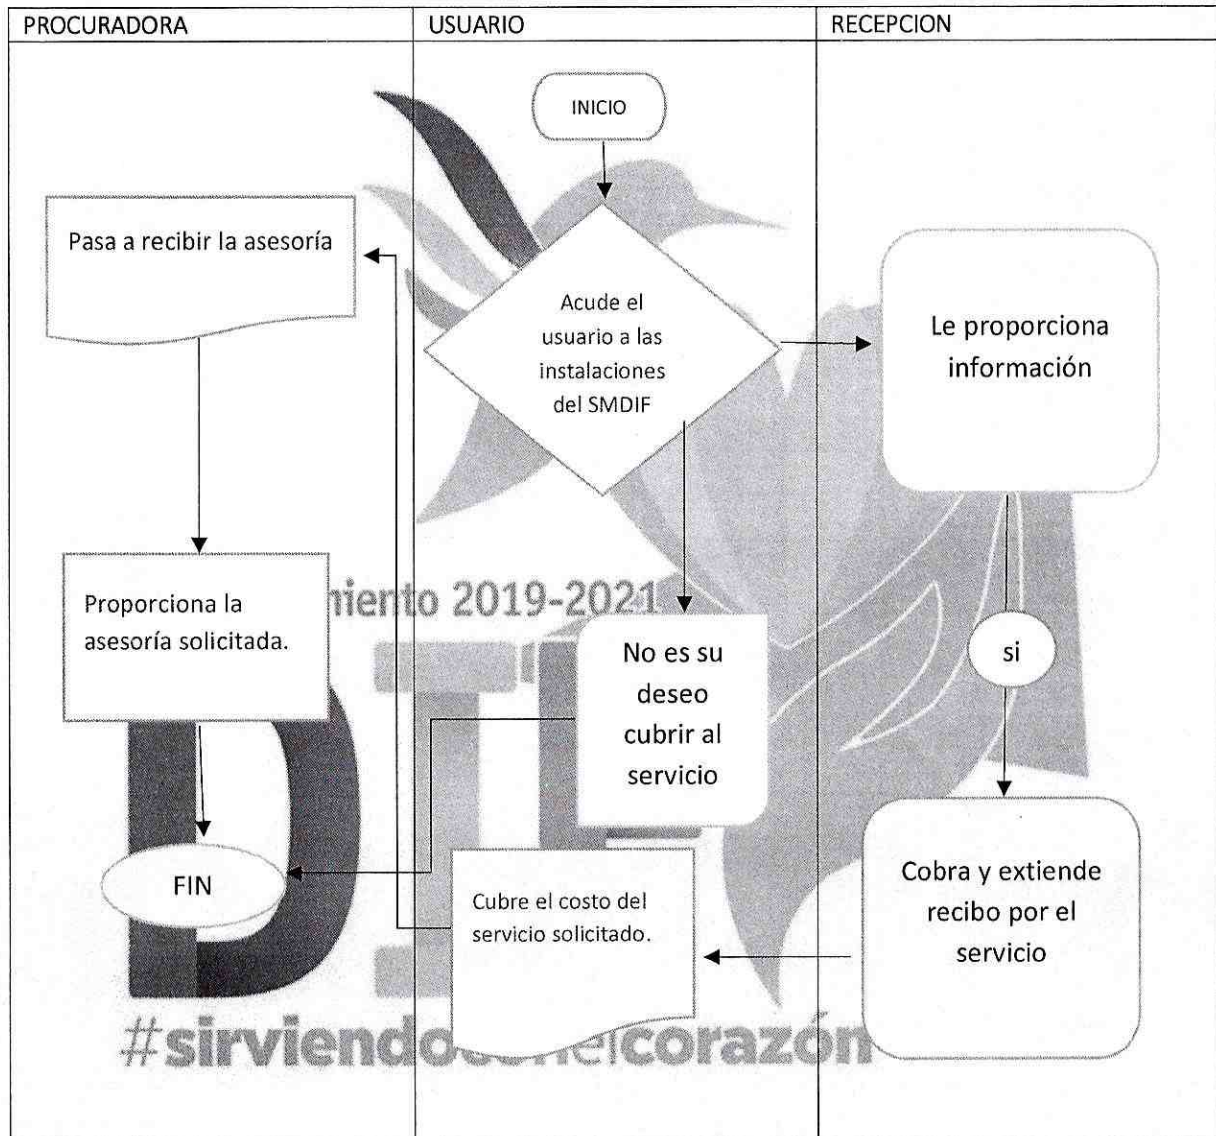 PROCURADORA
USUARIO
RECEPCION
INICIO
Pasa a recibir la asesoría
Acude el
usuario a las
instalaciones
del SMDIF
Le proporciona
información
Proporciona la
asesoría solicitada.
miento 2019-2021
No es su
deseo
cubrir al
servicio
si
FIN
Cubre el costo del
servicio solicitado.
Cobra y extiende
recibo por el
servicio
#sirviendoconelcorazón